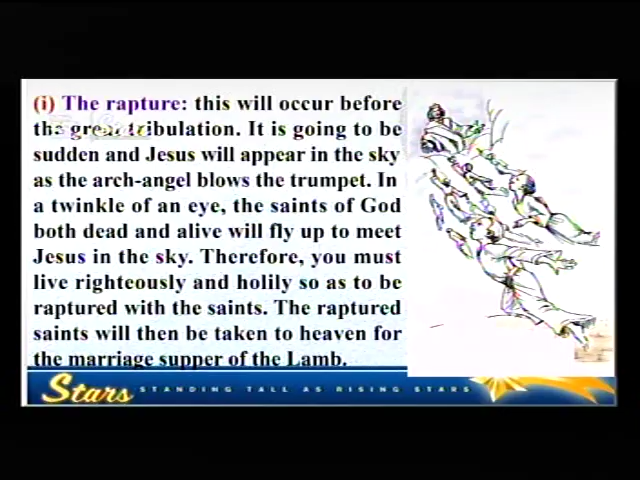 (i) The rapture: this will occur before
the great tribulation. It is going to be
sudden and Jesus will appear in the sky
as the arch-angel blows the trumpet. In
a twinkle of an eye, the saints of God
both dead and alive will fly up to meet
Jesus in the sky. Therefore, you must
live righteously and holily so as to be
raptured with the saints. The raptured
saints will then be taken to heaven for
the marriage supper of the Lamb.
Stars STANDING TALL AS RISING STARS